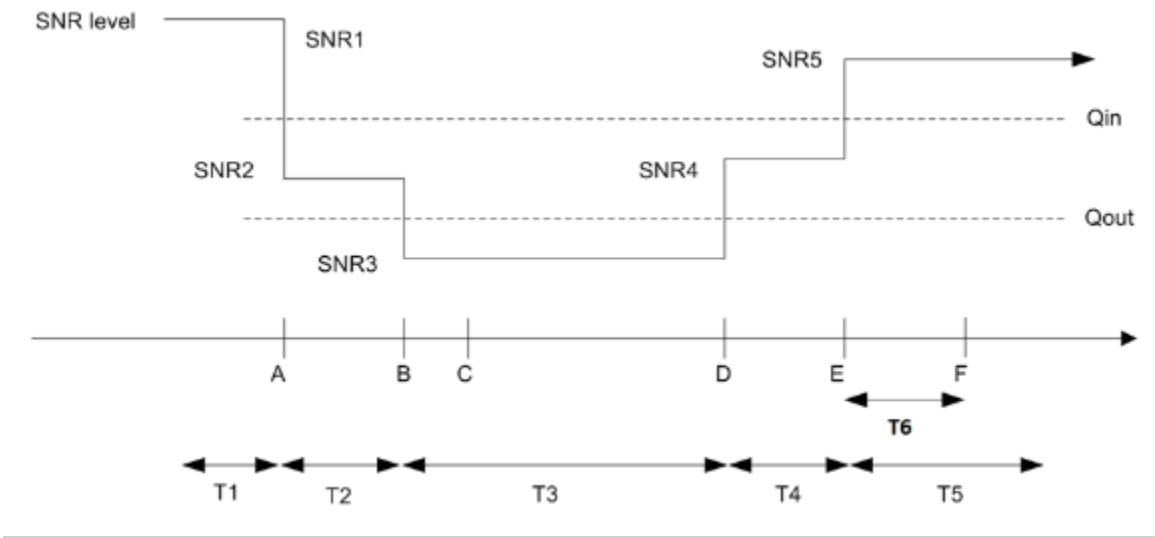 SNR level
SNR1
SNR5
Qin
SNR2
SNR4
Qout
SNR3
A B C D E F
T6
T1 T2 T3 T4 T5